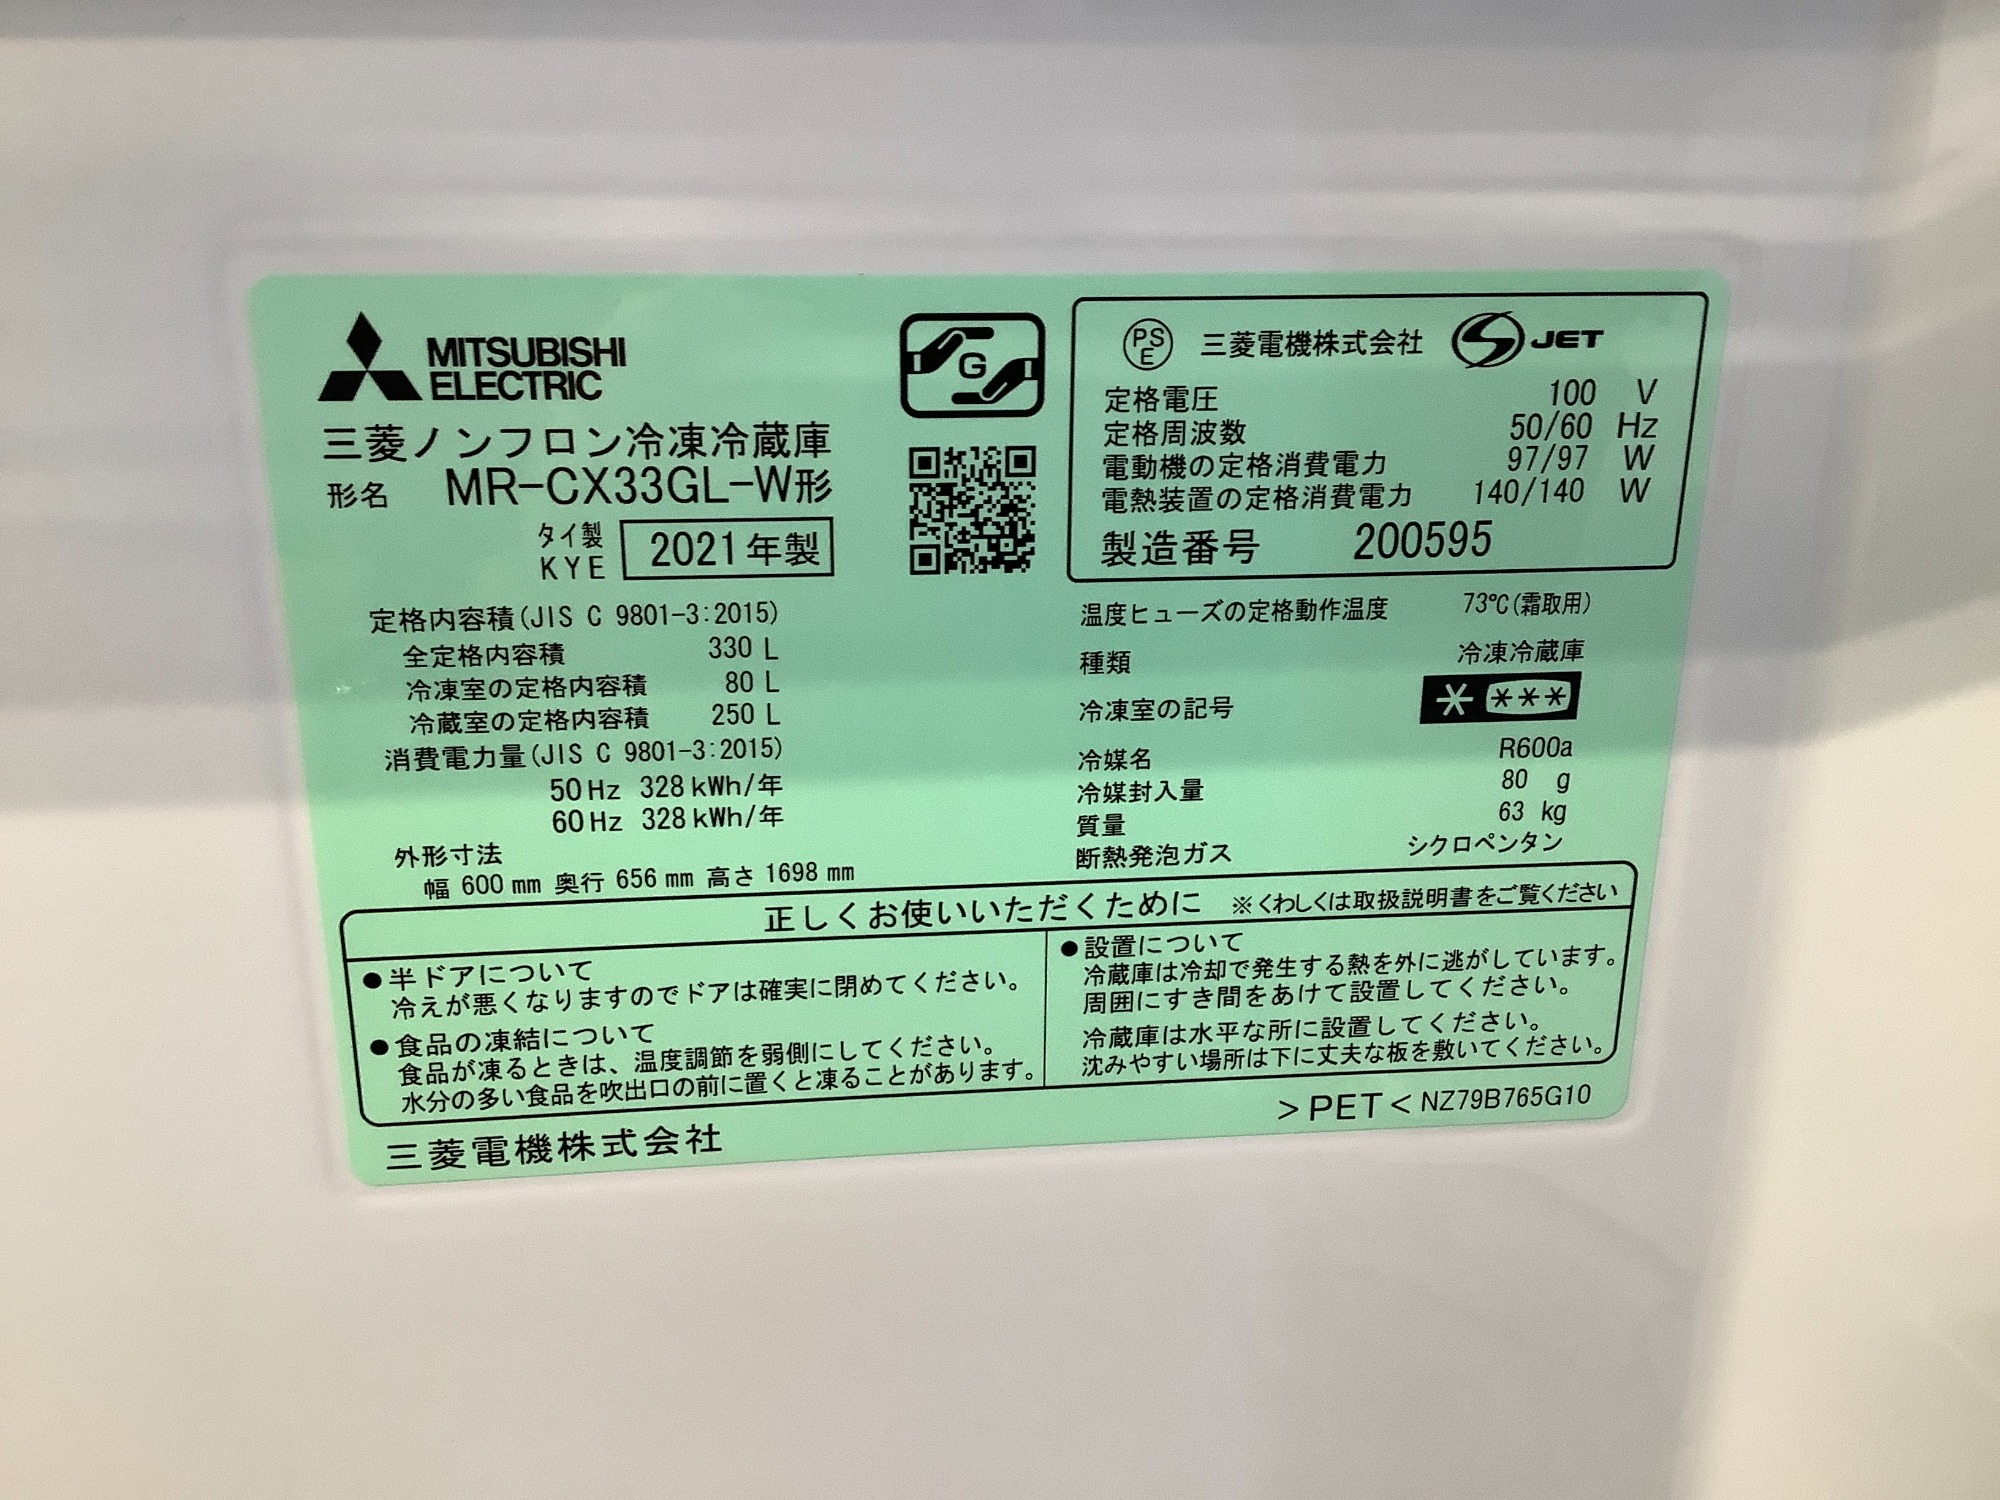 MITSUBISHI
ELECTRIC
三菱ノンフロン冷凍冷蔵庫
形名 MR-CX33GL-W形
タイ製
KYE
2021年製
定格内容積(JIS C 9801-3:2015)
全定格内容積 330 L
冷凍室の定格内容積 80 L
冷蔵室の定格内容積 250 L
消費電力量(JIS C 9801-3:2015)
50Hz 328kWh/年
60Hz 328kWh/年
外形寸法
幅 600mm 奥行 656mm 高さ 1698mm
G
PSE 三菱電機株式会社 S JET
定格電圧 100 V
定格周波数 50/60 Hz
電動機の定格消費電力 97/97 W
電熱装置の定格消費電力 140/140 W
製造番号 200595
温度ヒューズの定格動作温度 73℃(霜取用)
種類 冷凍冷蔵庫
冷凍室の記号 * ***
冷媒名 R600a
冷媒封入量 80 g
質量 63 kg
断熱発泡ガス シクロペンタン
正しくお使いいただくために ※くわしくは取扱説明書をご覧ください
●半ドアについて
冷えが悪くなりますのでドアは確実に閉めてください。
●食品の凍結について
食品が凍るときは、温度調節を弱側にしてください。
水分の多い食品を吹出口の前に置くと凍ることがあります。
●設置について
冷蔵庫は冷却で発生する熱を外に逃がしています。
周囲にすき間をあけて設置してください。
冷蔵庫は水平な所に設置してください。
沈みやすい場所は下に丈夫な板を敷いてください。
三菱電機株式会社
>PET< NZ79B765G10